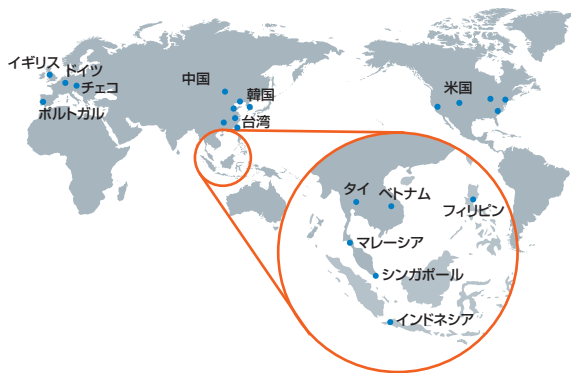 イギリス
ドイツ
チェコ
ポルトガル
中国
韓国
台湾
米国
タイ
ベトナム
フィリピン
マレーシア
シンガポール
インドネシア